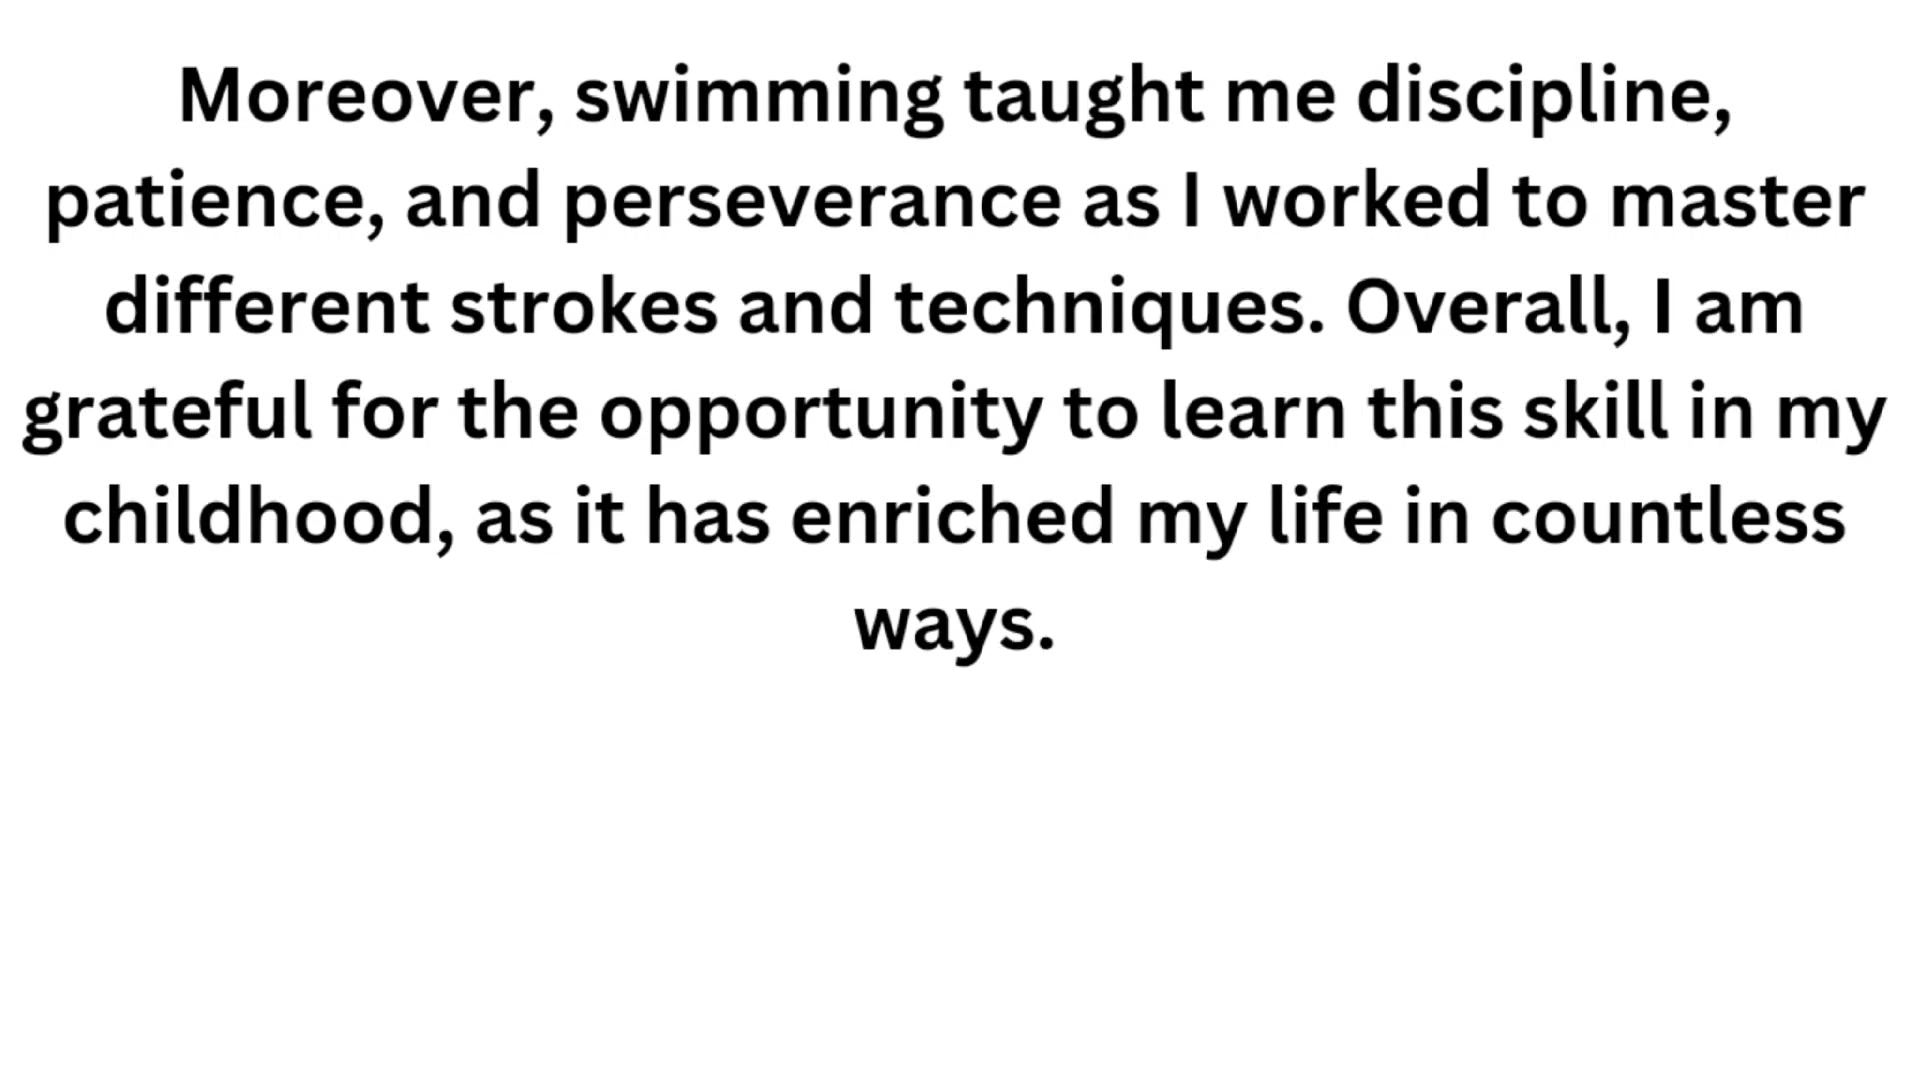 Moreover, swimming taught me discipline,
patience, and perseverance as I worked to master
different strokes and techniques. Overall, I am
grateful for the opportunity to learn this skill in my
childhood, as it has enriched my life in countless
ways.